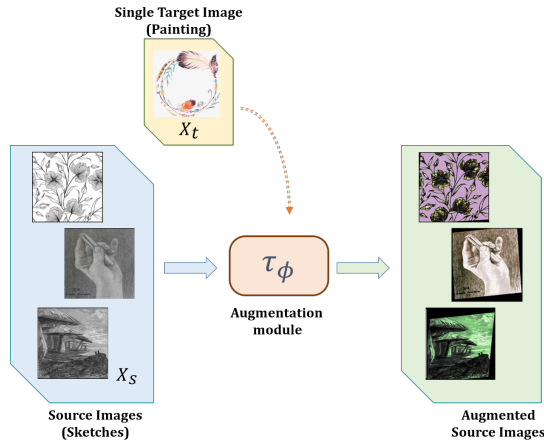 Single Target Image
(Painting)
X_t
τ_ϕ
Augmentation
module
X_s
Source Images
(Sketches)
Augmented
Source Images